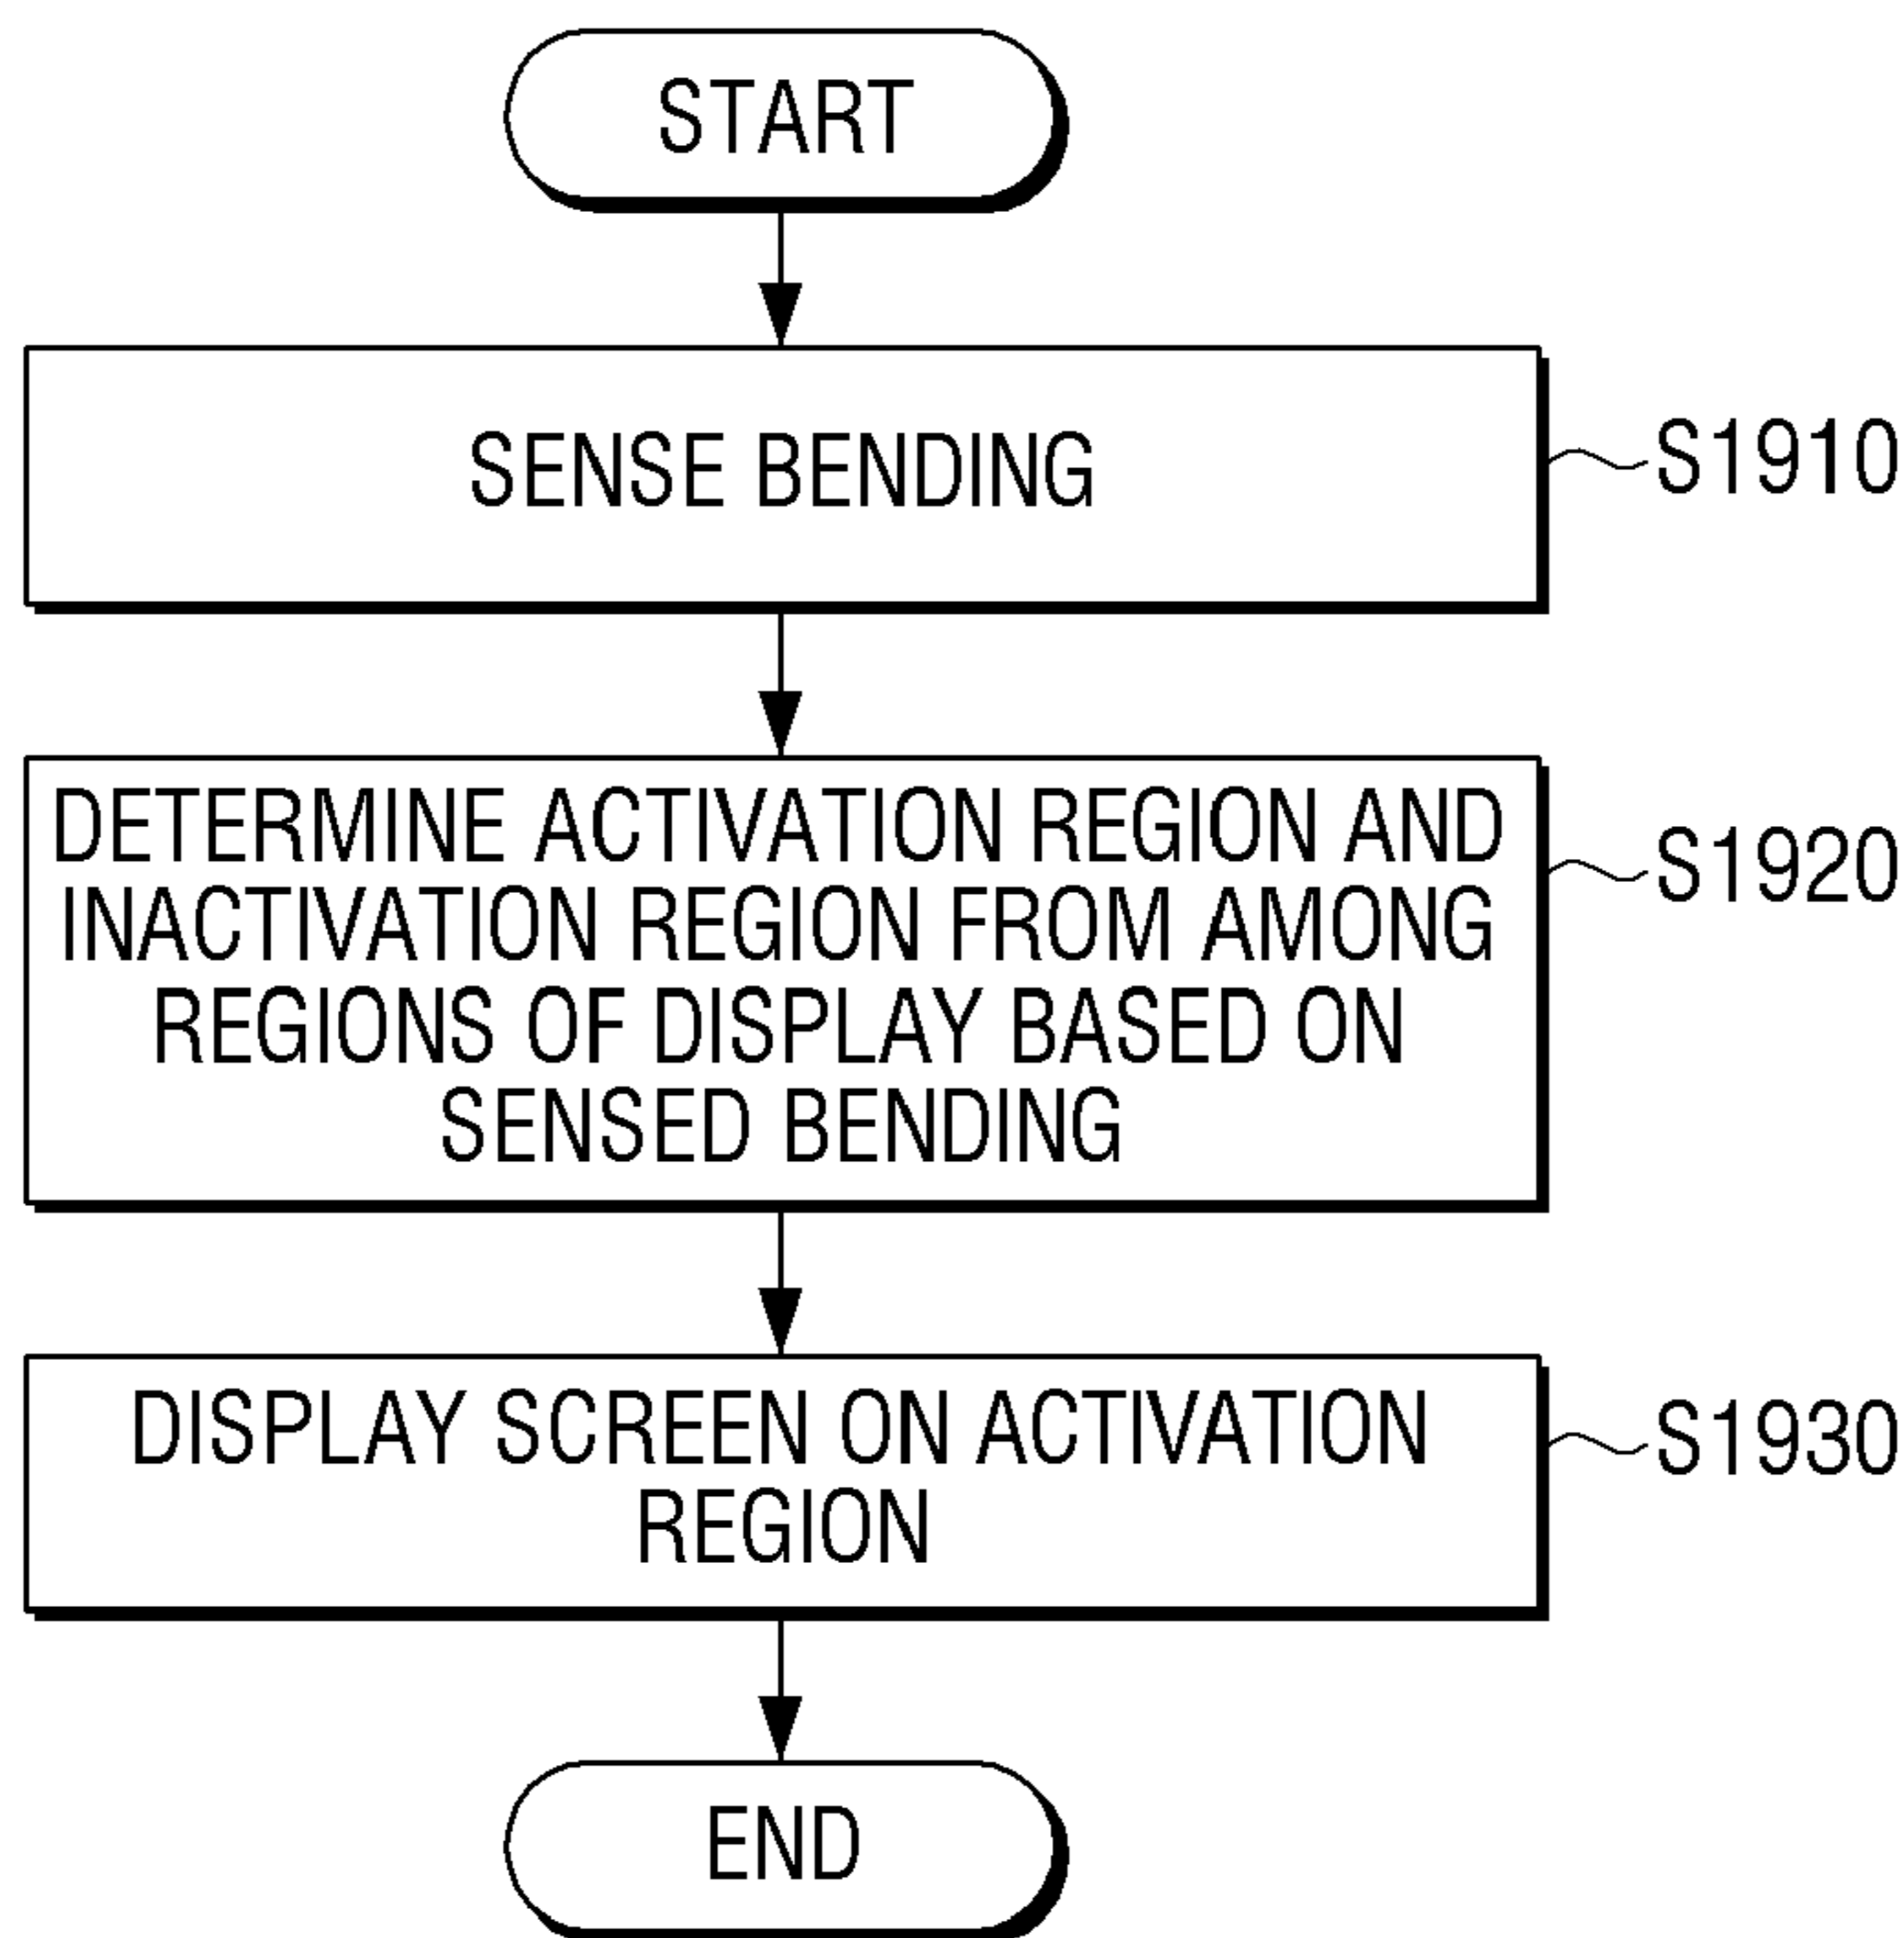 START
SENSE BENDING
S1910
DETERMINE ACTIVATION REGION AND
INACTIVATION REGION FROM AMONG
REGIONS OF DISPLAY BASED ON
SENSED BENDING
S1920
DISPLAY SCREEN ON ACTIVATION
REGION
S1930
END